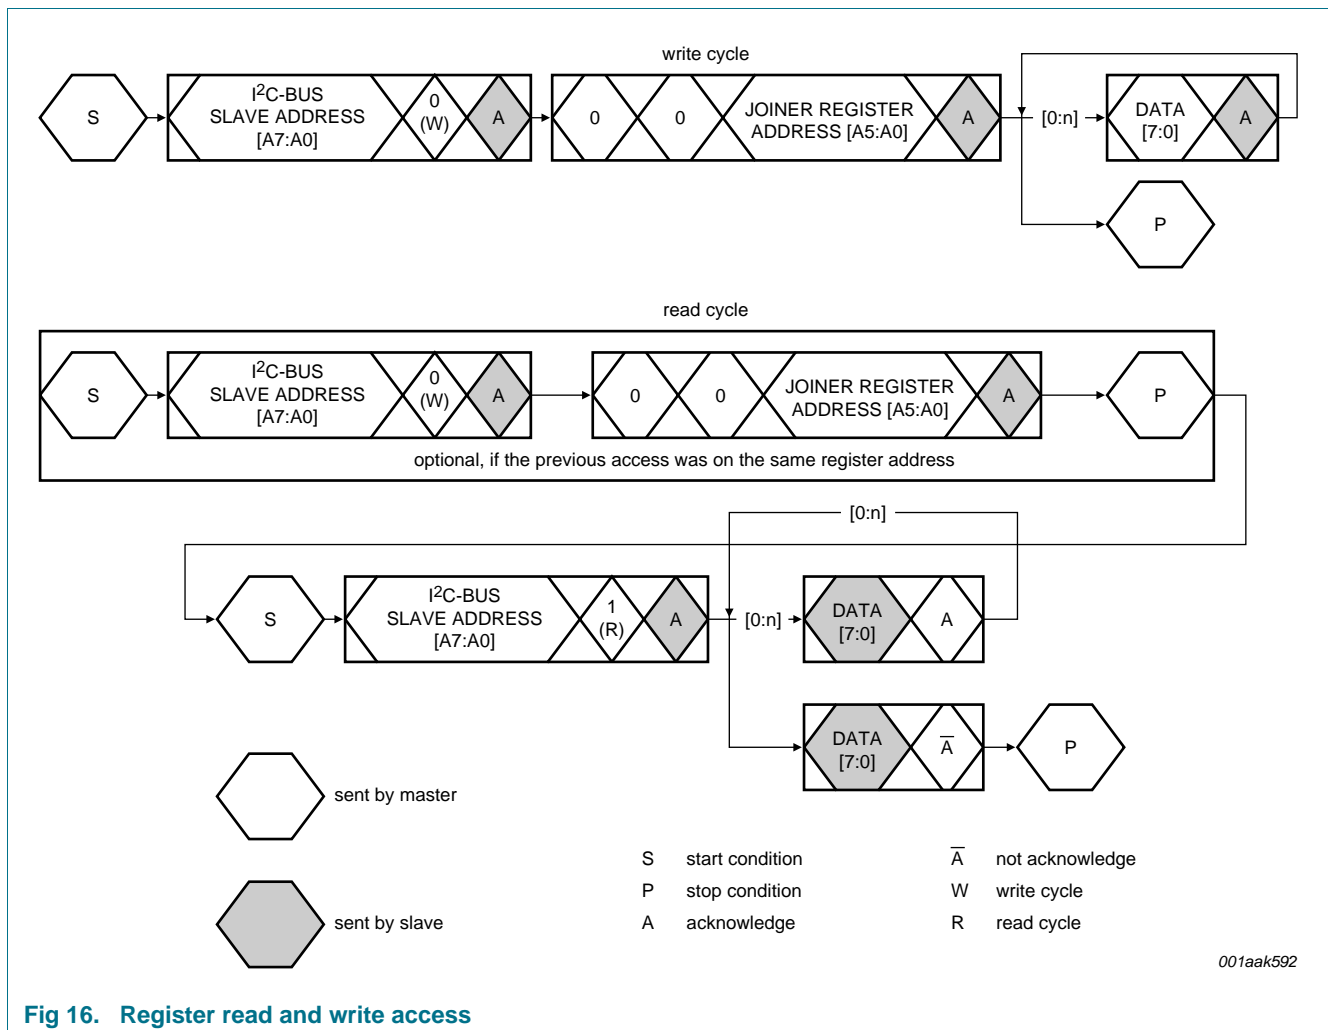 write cycle
S
I2C-BUS
SLAVE ADDRESS
[A7:A0]
0
(W)
A
0
0
JOINER REGISTER
ADDRESS [A5:A0]
A
[0:n]
DATA
[7:0]
A
P
read cycle
S
I2C-BUS
SLAVE ADDRESS
[A7:A0]
0
(W)
A
0
0
JOINER REGISTER
ADDRESS [A5:A0]
A
P
optional, if the previous access was on the same register address
[0:n]
S
I2C-BUS
SLAVE ADDRESS
[A7:A0]
1
(R)
A
[0:n]
DATA
[7:0]
A
DATA
[7:0]
A̅
P
sent by master
sent by slave
S start condition
P stop condition
A acknowledge
A̅ not acknowledge
W write cycle
R read cycle
001aak592
Fig 16. Register read and write access